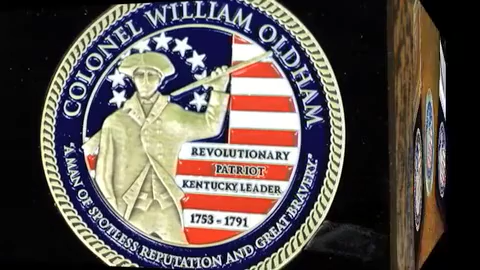 COLONEL WILLIAM OLDHAM
REVOLUTIONARY
PATRIOT
KENTUCKY LEADER
1753 - 1791
"A MAN OF SPOTLESS REPUTATION AND GREAT BRAVERY"